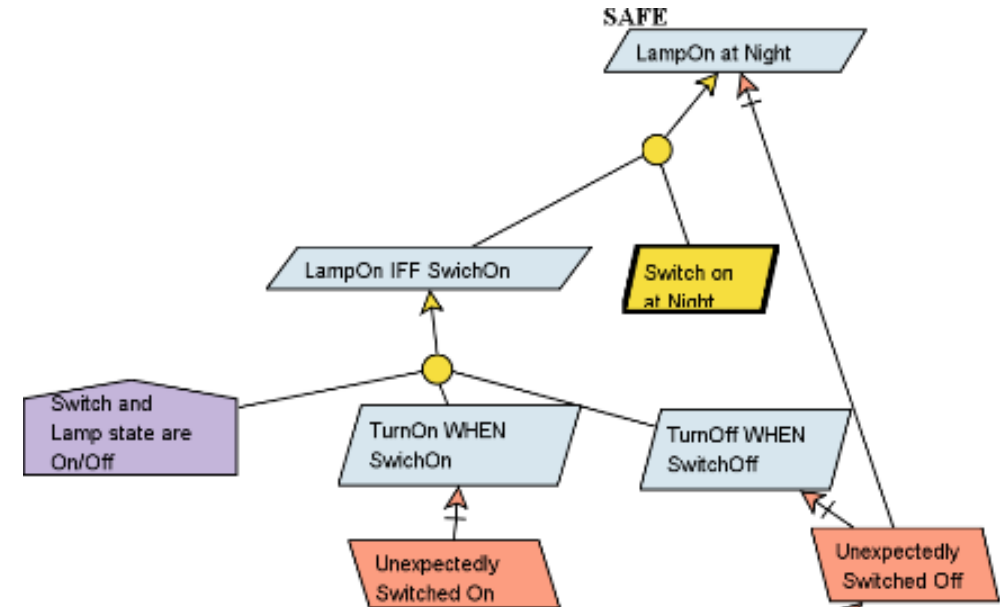 SAFE
LampOn at Night
LampOn IFF SwichOn
Switch on
at Night
Switch and
Lamp state are
On/Off
TurnOn WHEN
SwichOn
TurnOff WHEN
SwitchOff
Unexpectedly
Switched On
Unexpectedly
Switched Off